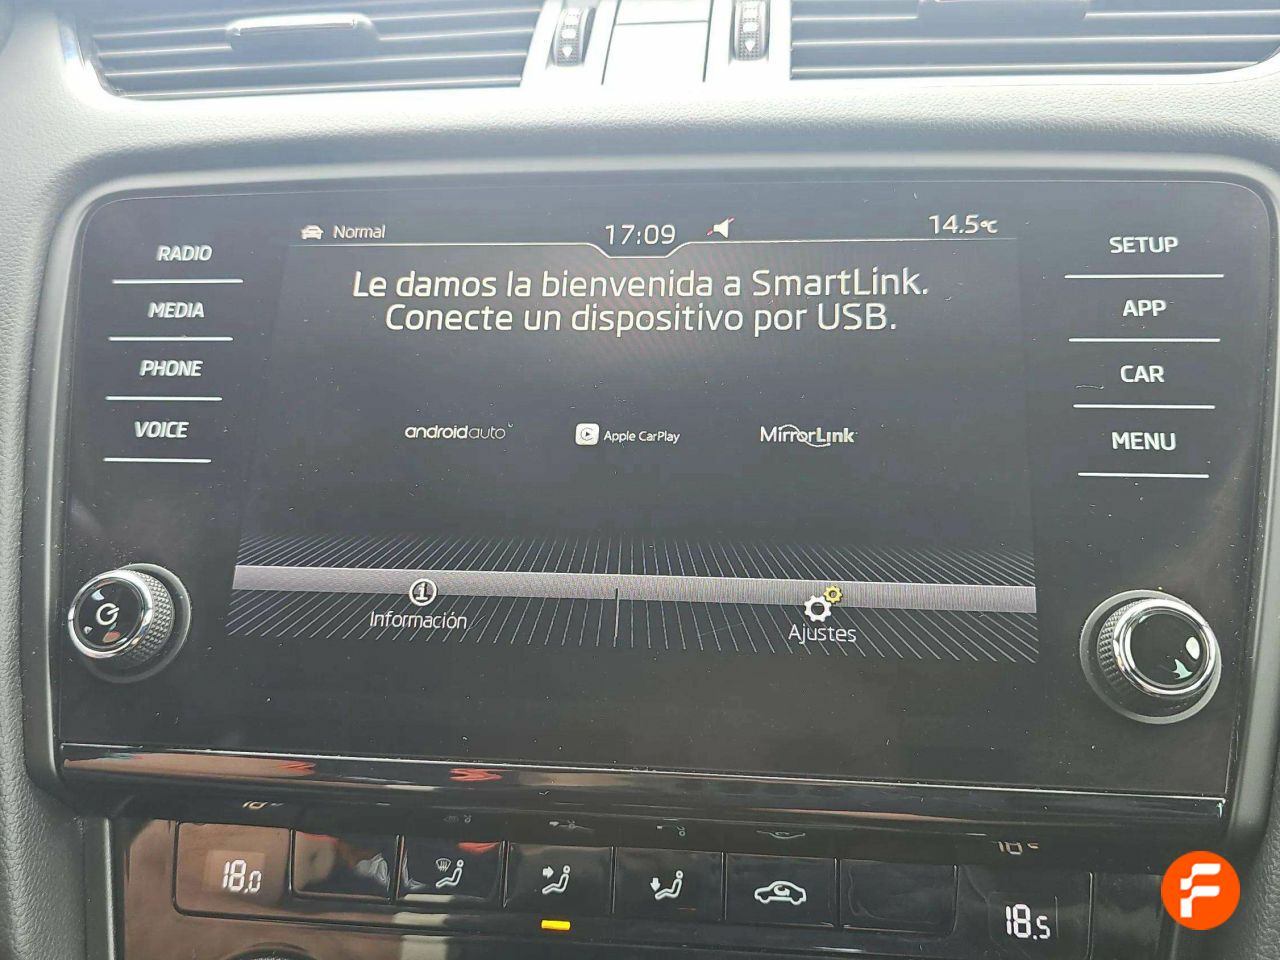 Normal
17:09
14.5°C
RADIO
MEDIA
PHONE
VOICE
Le damos la bienvenida a SmartLink.
Conecte un dispositivo por USB.
androidauto
Apple CarPlay
MirrorLink
Información
Ajustes
SETUP
APP
CAR
MENU
18.0
18.5